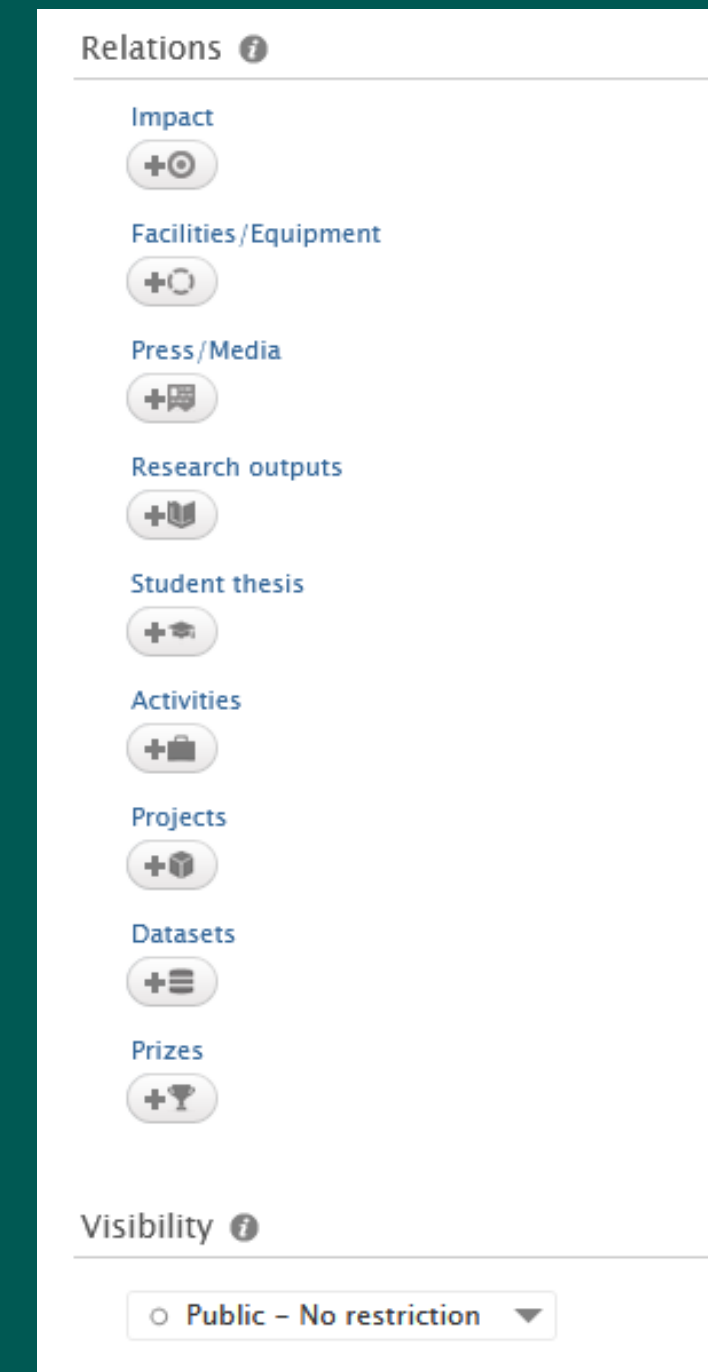 Relations
Impact
Facilities/Equipment
Press/Media
Research outputs
Student thesis
Activities
Projects
Datasets
Prizes
Visibility
Public – No restriction